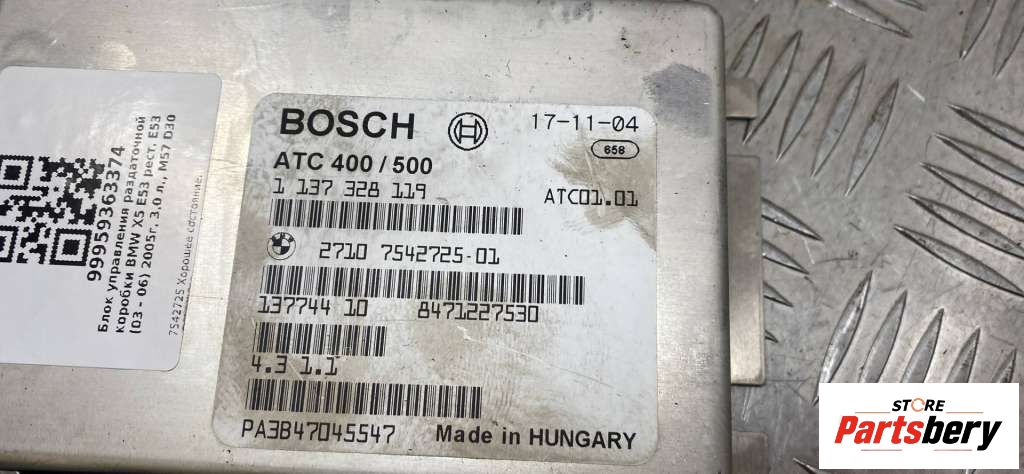 9995936363374
Блок управления раздаточной
коробки BMW X5 E53 рест. E53
(03 - 06) 2005г, 3,0 л., M57 D30
7542725 Хорошее состояние.
BOSCH
17-11-04
658
ATC 400 / 500
1 137 328 119
ATC01.01
2710 7542725-01
137744 10 8471227530
4.3 1.1
PA3B47045547
Made in HUNGARY
STORE
Partsbery